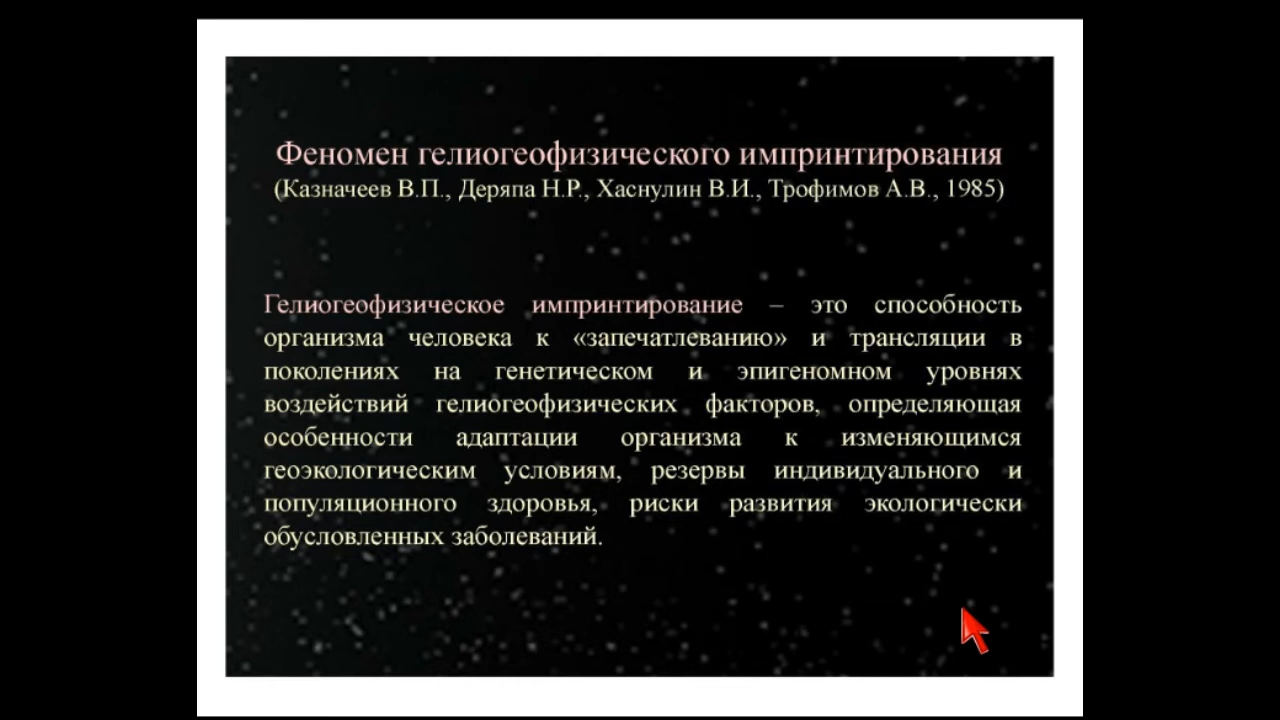 Феномен гелиогеофизического импринтирования
(Казначеев В.П., Деряпа Н.Р., Хаснулин В.И., Трофимов А.В., 1985)
Гелиогеофизическое импринтирование – это способность
организма человека к «запечатлеванию» и трансляции в
поколениях на генетическом и эпигеномном уровнях
воздействий гелиогеофизических факторов, определяющая
особенности адаптации организма к изменяющимся
геоэкологическим условиям, резервы индивидуального и
популяционного здоровья, риски развития экологически
обусловленных заболеваний.